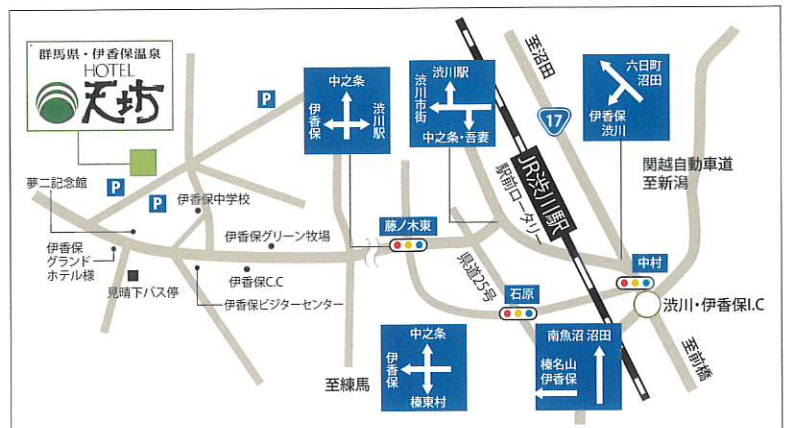 群馬県・伊香保温泉
HOTEL
天坊
P
P
P
夢二記念館
伊香保中学校
伊香保グリーン牧場
伊香保
グランド
ホテル様
見晴下バス停
伊香保C.C
伊香保ビジターセンター
中之条
伊香保
渋川駅
渋川駅
渋川市街
中之条・吾妻
至沼田
17
六日町
沼田
伊香保
渋川
関越自動車道
至新潟
JR渋川駅
駅前ロータリー
藤ノ木東
県道25号
石原
中村
渋川・伊香保I.C
至前橋
至練馬
中之条
伊香保
榛東村
南魚沼 沼田
榛名山
伊香保